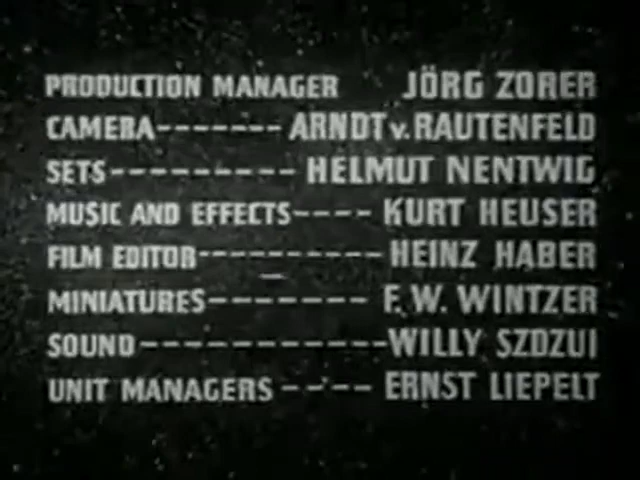 PRODUCTION MANAGER JÖRG ZORER
CAMERA------- ARNDT v. RAUTENFELD
SETS---------- HELMUT NENTWIG
MUSIC AND EFFECTS---- KURT HEUSER
FILM EDITOR---------- HEINZ HABER
MINIATURES------- F. W. WINTZER
SOUND------------WILLY SZDZUI
UNIT MANAGERS ----- ERNST LIEPELT